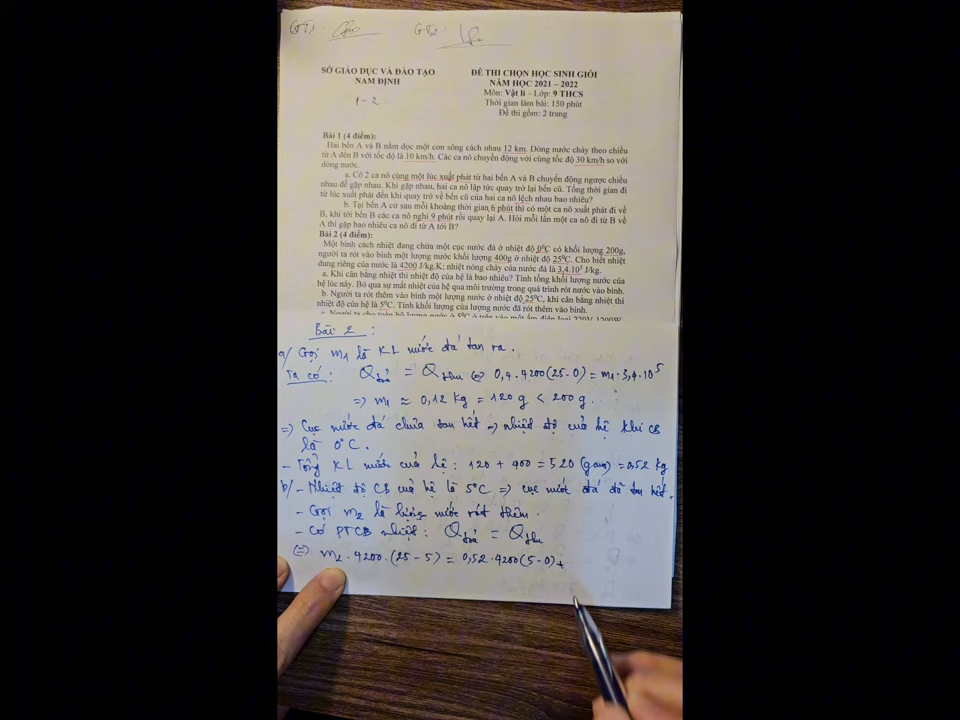 GT1 : GT2 :
SỞ GIÁO DỤC VÀ ĐÀO TẠO
NAM ĐỊNH
1-2
ĐỀ THI CHỌN HỌC SINH GIỎI
NĂM HỌC 2021 – 2022
Môn: Vật lí – Lớp: 9 THCS
Thời gian làm bài: 150 phút
Đề thi gồm: 2 trang
Bài 1 (4 điểm):
Hai bến A và B nằm dọc một con sông cách nhau 12 km. Dòng nước chảy theo chiều
từ A đến B với tốc độ là 10 km/h. Các ca nô chuyển động với cùng tốc độ 30 km/h so với
dòng nước.
a. Có 2 ca nô cùng một lúc xuất phát từ hai bến A và B chuyển động ngược chiều
nhau để gặp nhau. Khi gặp nhau, hai ca nô lập tức quay trở lại bến cũ. Tổng thời gian đi
từ lúc xuất phát đến khi quay trở về bến cũ của hai ca nô lệch nhau bao nhiêu?
b. Tại bến A cứ sau mỗi khoảng thời gian 6 phút thì có một ca nô xuất phát đi về
B, khi tới bến B các ca nô nghỉ 9 phút rồi quay lại A. Hỏi mỗi lần một ca nô đi từ B về
A thì gặp bao nhiêu ca nô đi từ A tới B?
Bài 2 (4 điểm):
Một bình cách nhiệt đang chứa một cục nước đá ở nhiệt độ 0⁰C có khối lượng 200g,
người ta rót vào bình một lượng nước khối lượng 400g ở nhiệt độ 25⁰C. Cho biết nhiệt
dung riêng của nước là 4200 J/kg.K; nhiệt nóng chảy của nước đá là 3,4.10⁵ J/kg.
a. Khi cân bằng nhiệt thì nhiệt độ của hệ là bao nhiêu? Tính khối lượng nước của
hệ lúc này. Bỏ qua sự mất nhiệt của hệ qua môi trường trong quá trình rót nước vào bình.
b. Người ta rót thêm vào bình một lượng nước ở nhiệt độ 25⁰C, khi cân bằng nhiệt thì
nhiệt độ của hệ là 5⁰C. Tính khối lượng của lượng nước đã rót thêm vào bình.
Bài 2 :
a/ Gọi m₁ là KL nước đá tan ra.
Ta có : Qtoả = Qthu ⇔ 0,4.4200(25-0) = m₁.3,4.10⁵
⇒ m₁ ≈ 0,12 kg = 120 g < 200 g.
⇒ Cục nước đá chưa tan hết → nhiệt độ của hệ khi CB
là 0°C.
- Tổng KL nước của hệ : 120 + 400 = 520 (gam) = 0,52 kg
b/ - Nhiệt độ CB của hệ là 5°C ⇒ cục nước đá đã tan hết.
- Gọi m₂ là lượng nước rót thêm.
- Có PTCB nhiệt : Qtoả = Qthu
⇔ m₂.4200.(25-5) = 0,52.4200(5-0)+